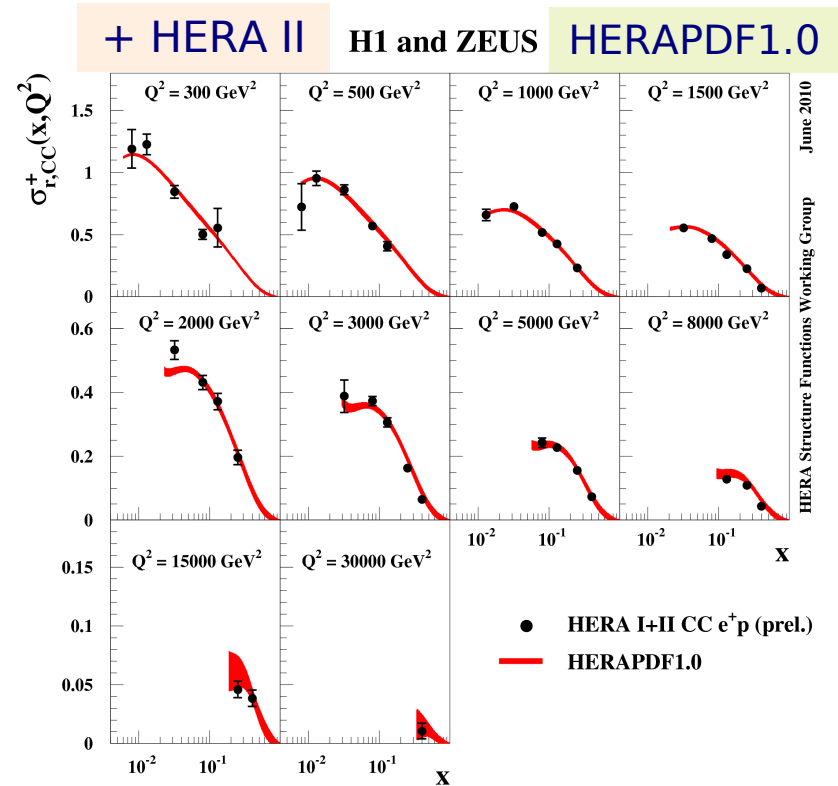 + HERA II H1 and ZEUS HERAPDF1.0
σ⁺r,CC(x,Q²)
June 2010
HERA Structure Functions Working Group
Q² = 300 GeV² Q² = 500 GeV² Q² = 1000 GeV² Q² = 1500 GeV²
1.5
1
0.5
0
Q² = 2000 GeV² Q² = 3000 GeV² Q² = 5000 GeV² Q² = 8000 GeV²
0.6
0.4
0.2
0
10⁻² 10⁻¹ 10⁻² 10⁻¹
x
Q² = 15000 GeV² Q² = 30000 GeV²
0.15
0.1
0.05
0
10⁻² 10⁻¹ 10⁻² 10⁻¹
x
HERA I+II CC e⁺p (prel.)
HERAPDF1.0